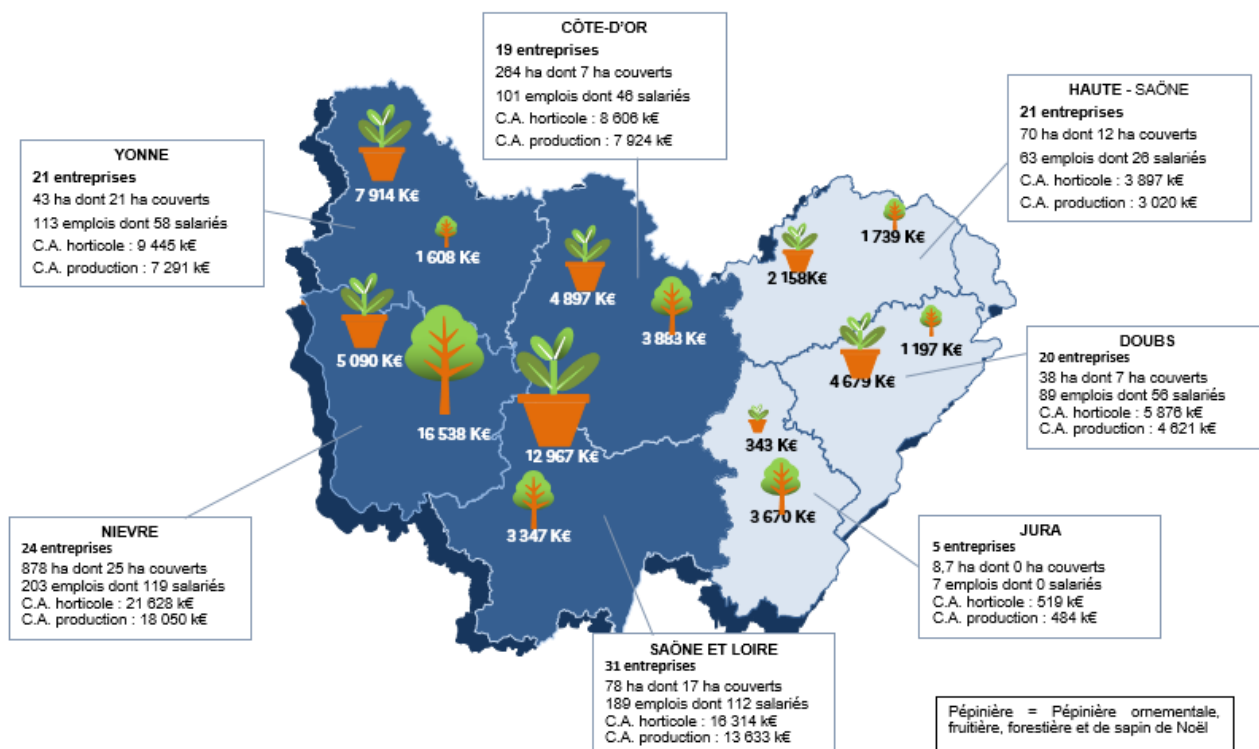 CÔTE-D'OR
19 entreprises
264 ha dont 7 ha couverts
101 emplois dont 46 salariés
C.A. horticole : 8 606 k€
C.A. production : 7 924 k€
HAUTE - SAÔNE
21 entreprises
70 ha dont 12 ha couverts
63 emplois dont 26 salariés
C.A. horticole : 3 897 k€
C.A. production : 3 020 k€
YONNE
21 entreprises
43 ha dont 21 ha couverts
113 emplois dont 58 salariés
C.A. horticole : 9 445 k€
C.A. production : 7 291 k€
7 914 K€
1 608 K€
4 897 K€
3 883 K€
1 739 K€
2 158K€
5 090 K€
16 538 K€
12 967 K€
3 347 K€
1 197 K€
4 679 K€
343 K€
3 670 K€
DOUBS
20 entreprises
38 ha dont 7 ha couverts
89 emplois dont 56 salariés
C.A. horticole : 5 876 k€
C.A. production : 4 621 k€
NIEVRE
24 entreprises
878 ha dont 25 ha couverts
203 emplois dont 119 salariés
C.A. horticole : 21 628 k€
C.A. production : 18 050 k€
JURA
5 entreprises
8,7 ha dont 0 ha couverts
7 emplois dont 0 salariés
C.A. horticole : 519 k€
C.A. production : 484 k€
SAÔNE ET LOIRE
31 entreprises
78 ha dont 17 ha couverts
189 emplois dont 112 salariés
C.A. horticole : 16 314 k€
C.A. production : 13 633 k€
Pépinière = Pépinière ornementale,
fruitière, forestière et de sapin de Noël